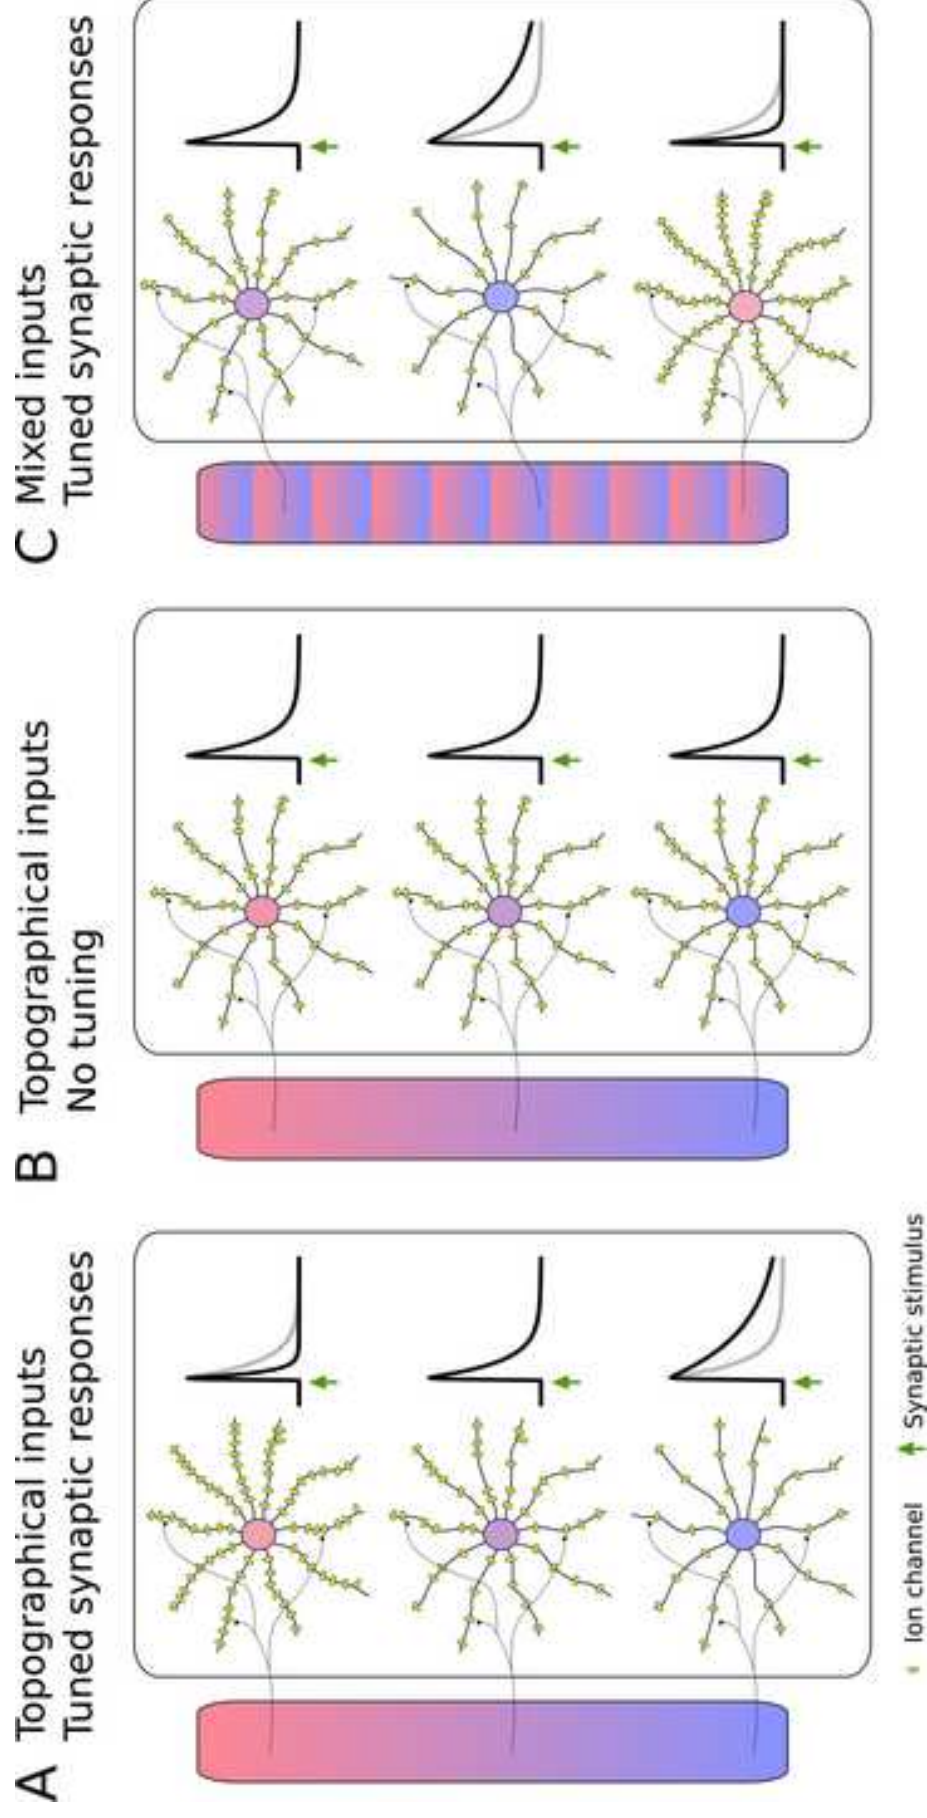 A Topographical inputs
Tuned synaptic responses
B Topographical inputs
No tuning
C Mixed inputs
Tuned synaptic responses
Ion channel
Synaptic stimulus